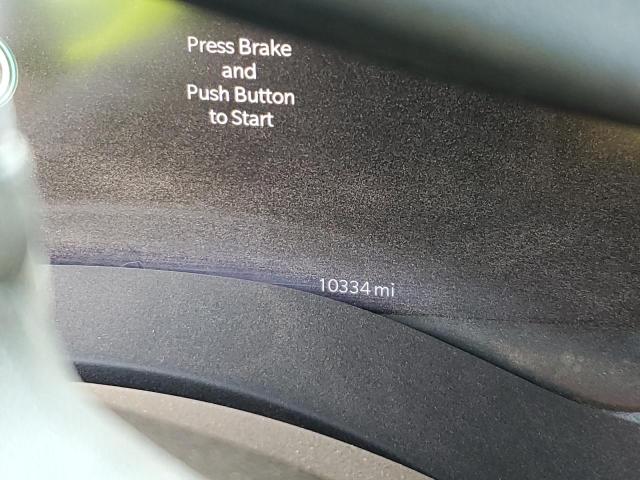 Press Brake
and
Push Button
to Start
10334 mi